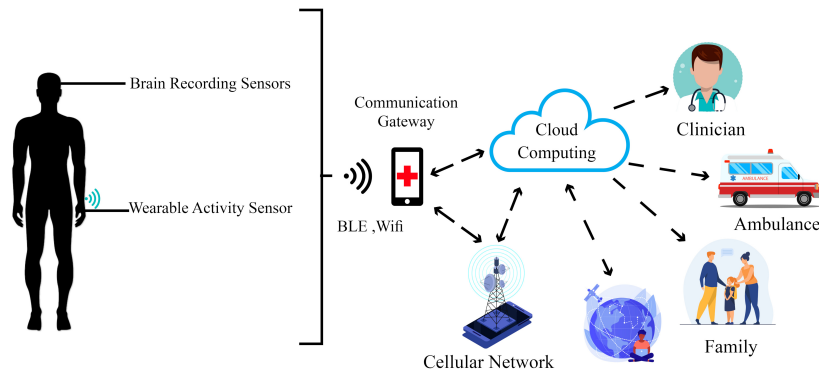 Brain Recording Sensors
Wearable Activity Sensor
Communication
Gateway
BLE ,Wifi
Cloud
Computing
Clinician
AMBULANCE
Ambulance
Family
Cellular Network